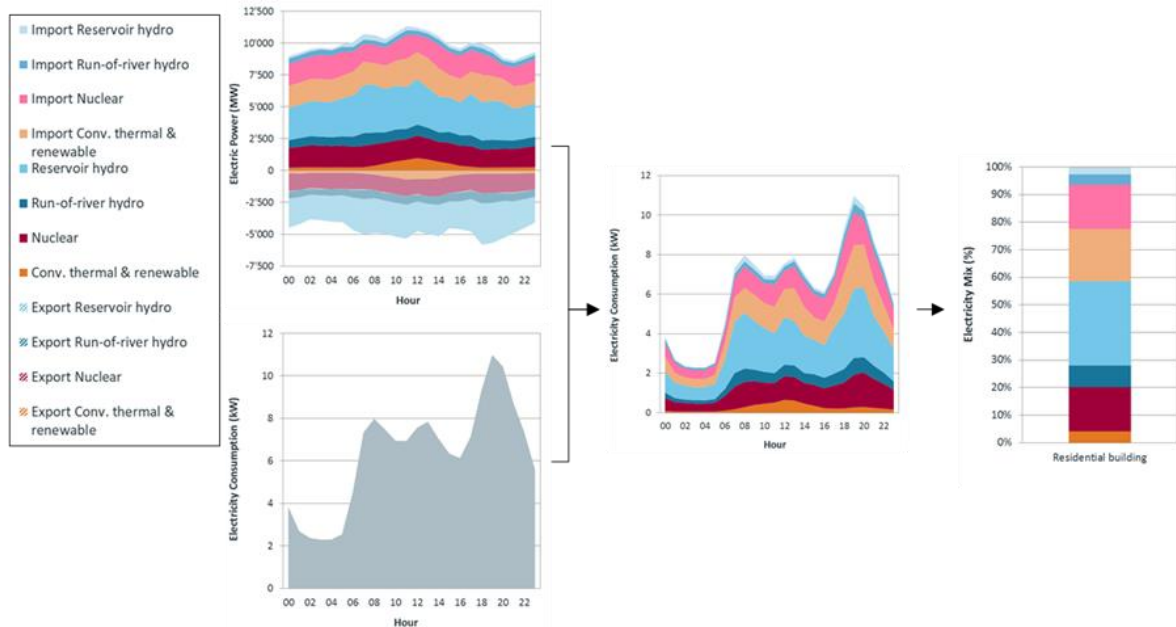 Import Reservoir hydro
Import Run-of-river hydro
Import Nuclear
Import Conv. thermal &
renewable
Reservoir hydro
Run-of-river hydro
Nuclear
Conv. thermal & renewable
Export Reservoir hydro
Export Run-of-river hydro
Export Nuclear
Export Conv. thermal &
renewable
Electric Power (MW)
12'500
10'000
7'500
5'000
2'500
0
-2'500
-5'000
-7'500
00 02 04 06 08 10 12 14 16 18 20 22
Hour
Electricity Consumption (kW)
12
10
8
6
4
2
0
00 02 04 06 08 10 12 14 16 18 20 22
Hour
Electricity Consumption (kW)
12
10
8
6
4
2
0
00 02 04 06 08 10 12 14 16 18 20 22
Hour
Electricity Mix (%)
100%
90%
80%
70%
60%
50%
40%
30%
20%
10%
0%
Residential building